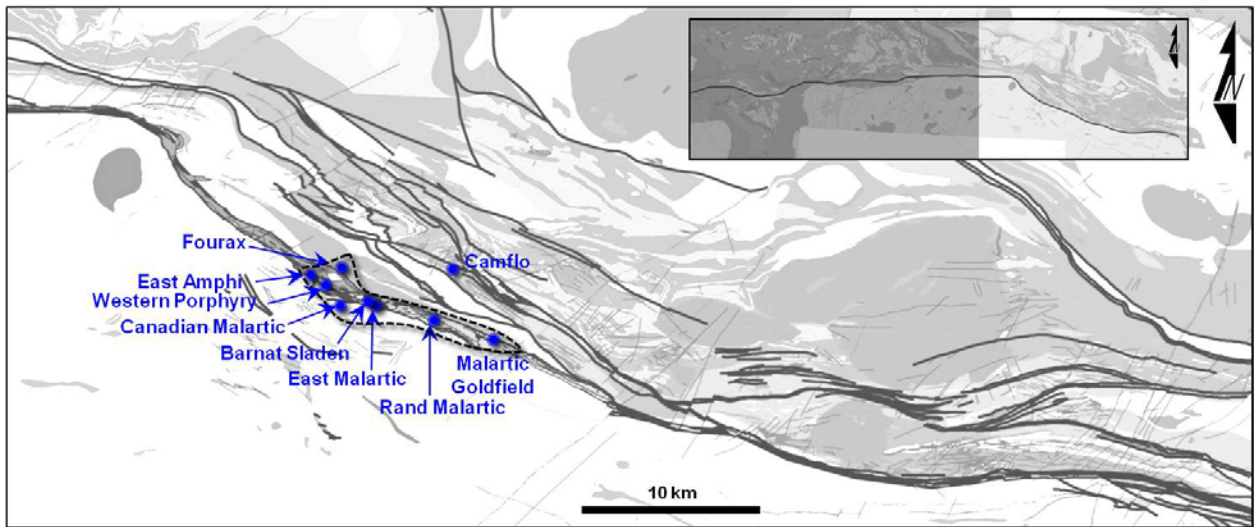 N
N
Fourax
Camflo
East Amphi
Western Porphyry
Canadian Malartic
Barnat Sladen
East Malartic
Malartic
Goldfield
Rand Malartic
10 km